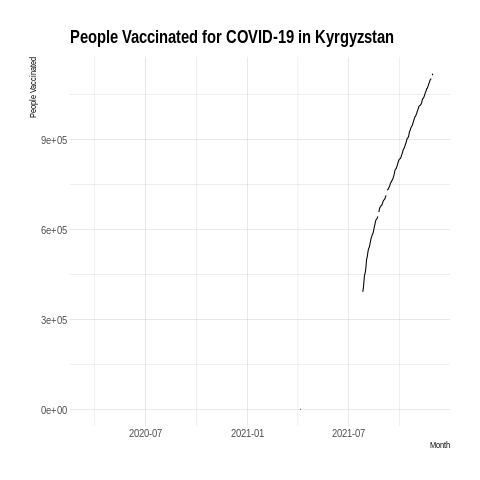 People Vaccinated for COVID-19 in Kyrgyzstan
People Vaccinated
9e+05
6e+05
3e+05
0e+00
2020-07
2021-01
2021-07
Month